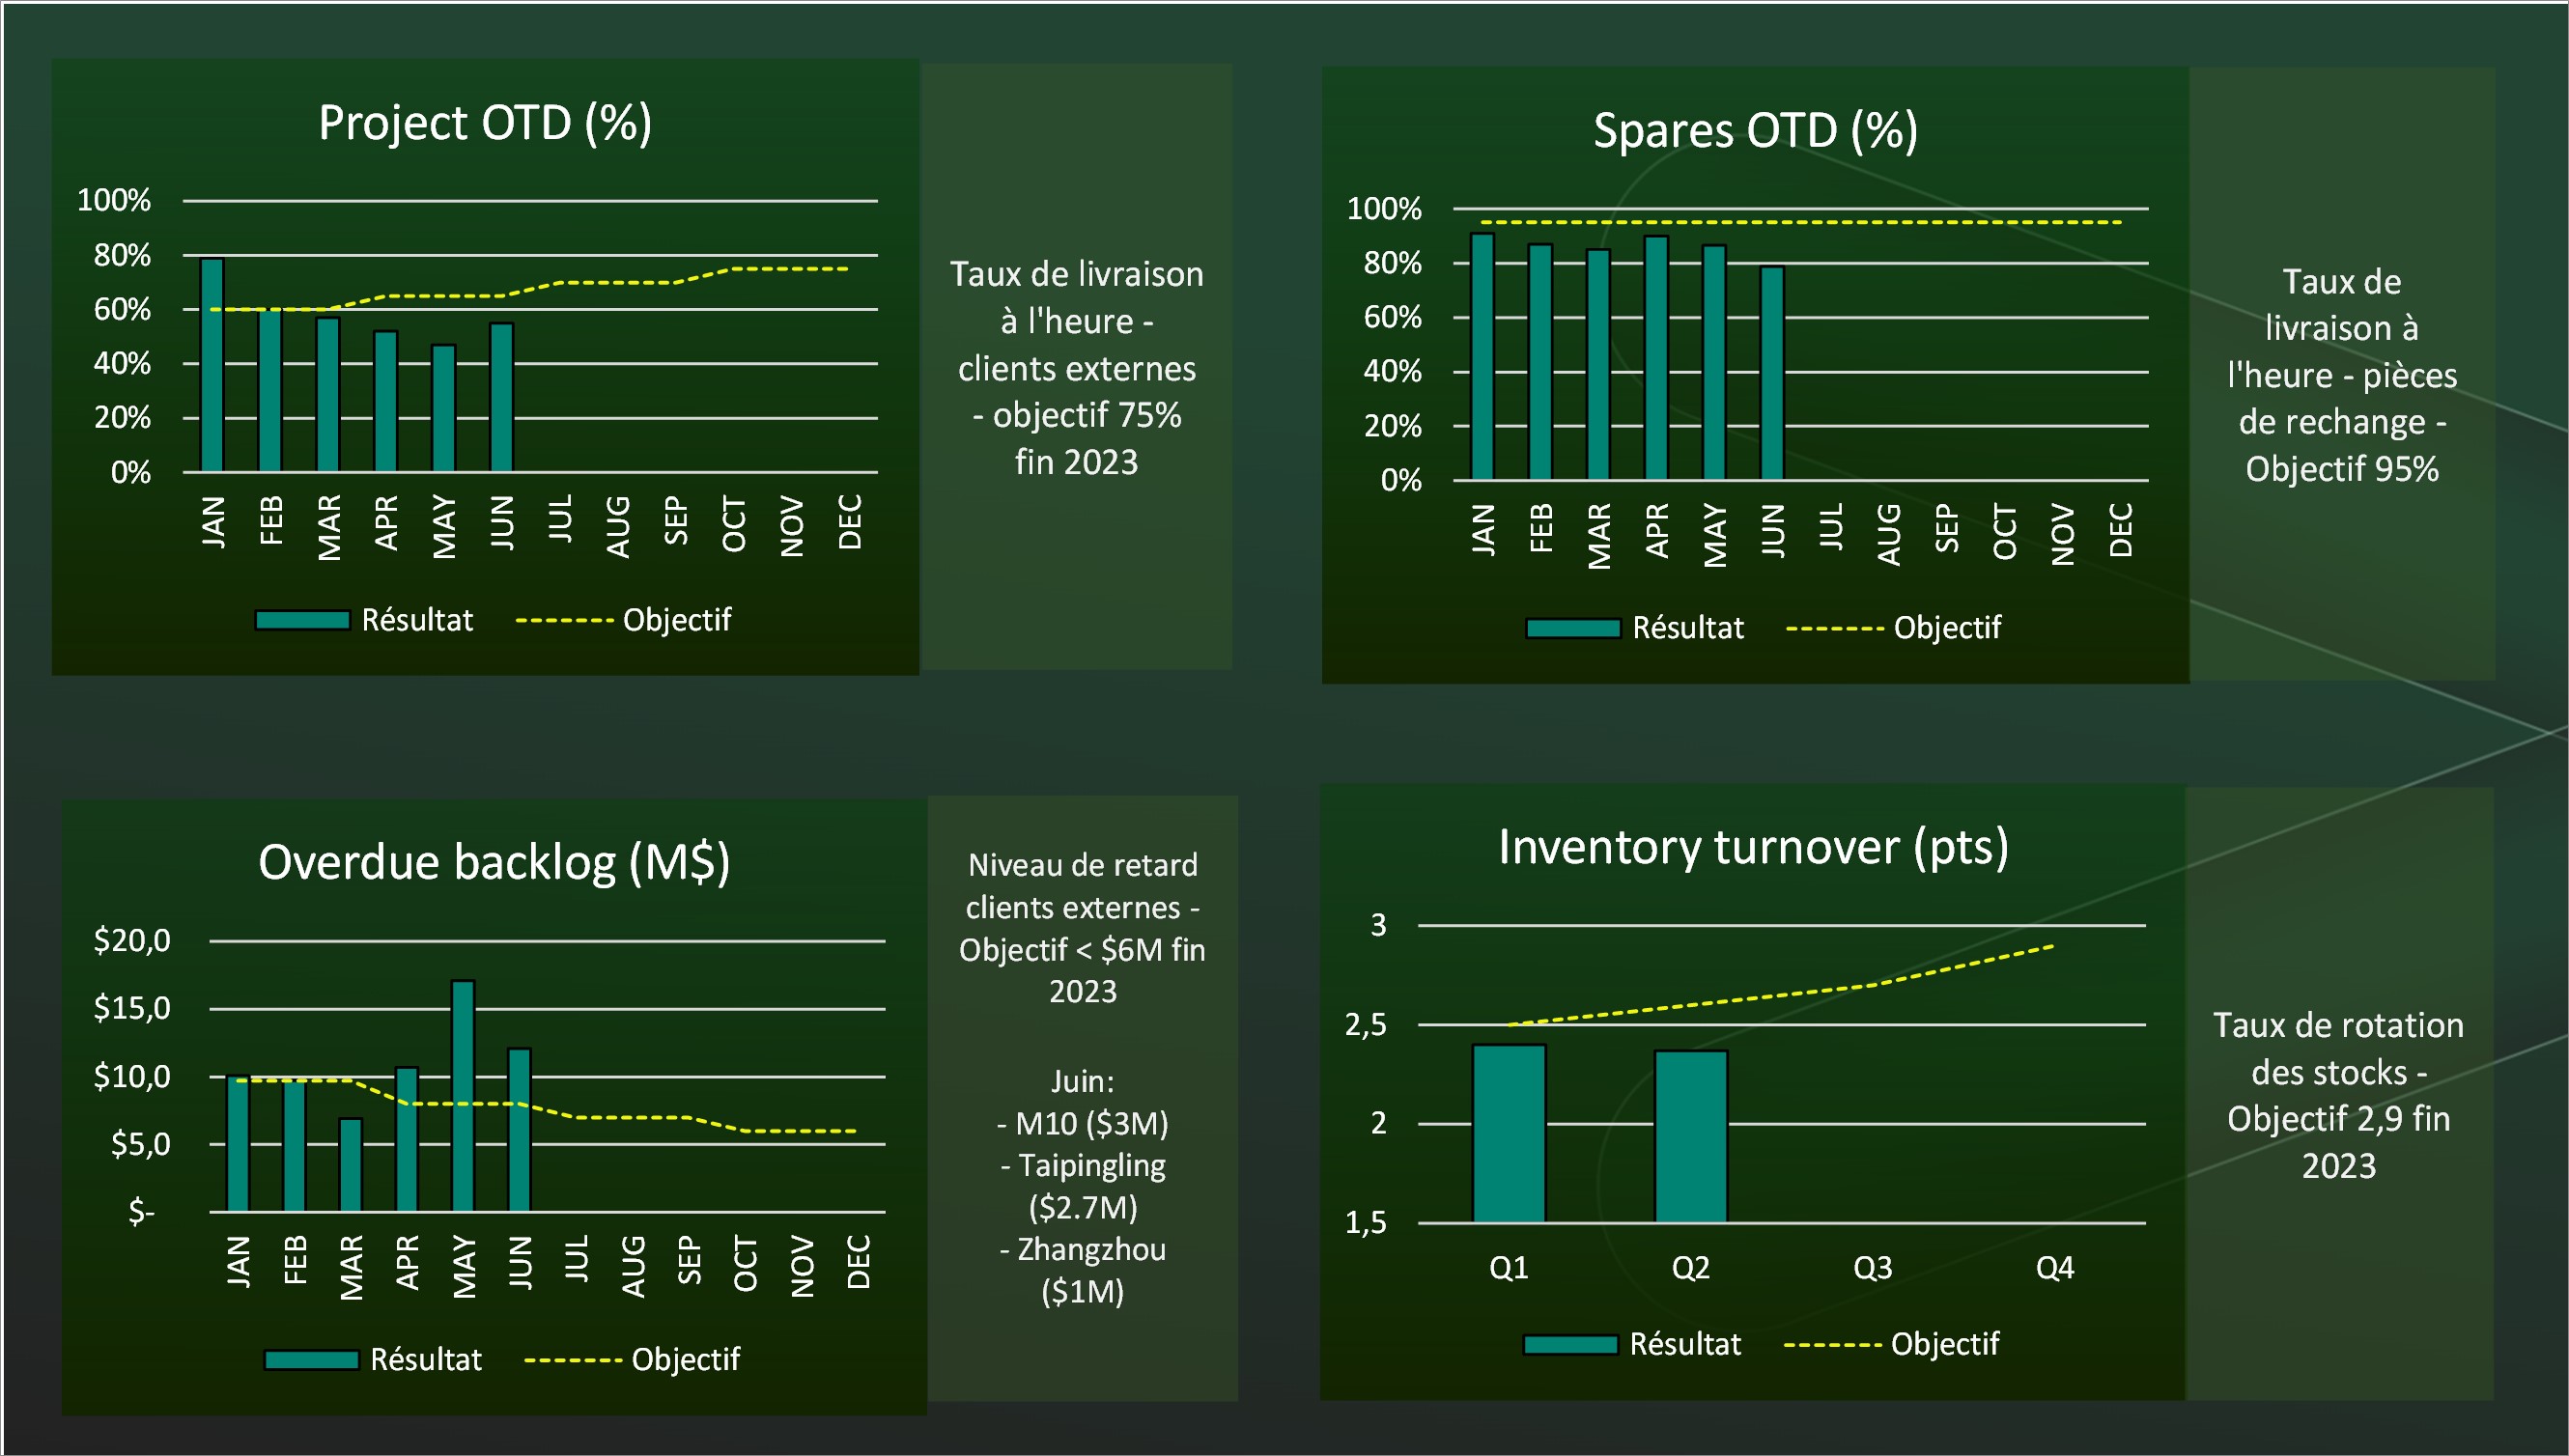 Project OTD (%)
100%
80%
60%
40%
20%
0%
JAN FEB MAR APR MAY JUN JUL AUG SEP OCT NOV DEC
Résultat Objectif
Taux de livraison
à l'heure -
clients externes
- objectif 75%
fin 2023
Spares OTD (%)
100%
80%
60%
40%
20%
0%
JAN FEB MAR APR MAY JUN JUL AUG SEP OCT NOV DEC
Résultat Objectif
Taux de
livraison à
l'heure - pièces
de rechange -
Objectif 95%
Overdue backlog (M$)
$20,0
$15,0
$10,0
$5,0
$-
JAN FEB MAR APR MAY JUN JUL AUG SEP OCT NOV DEC
Résultat Objectif
Niveau de retard
clients externes -
Objectif < $6M fin
2023
Juin:
- M10 ($3M)
- Taipingling
($2.7M)
- Zhangzhou
($1M)
Inventory turnover (pts)
3
2,5
2
1,5
Q1 Q2 Q3 Q4
Résultat Objectif
Taux de rotation
des stocks -
Objectif 2,9 fin
2023